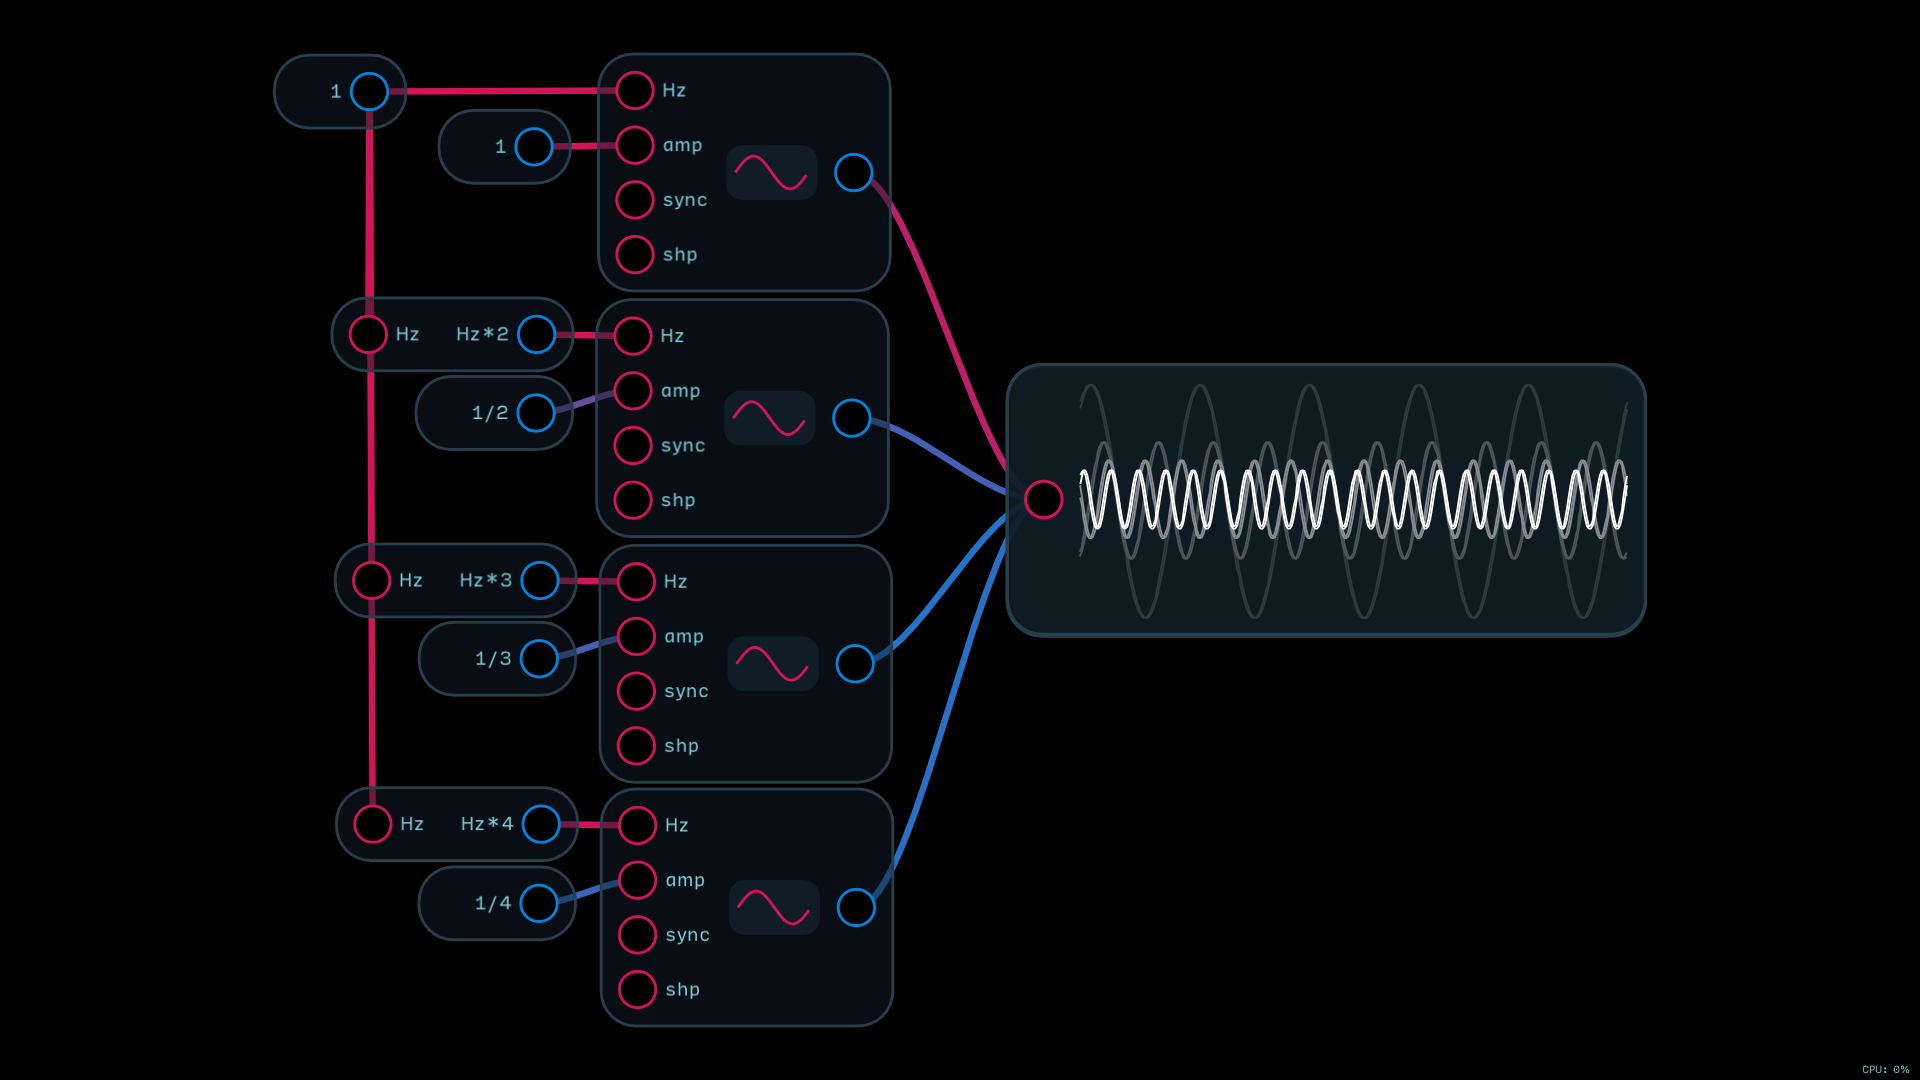 1 Hz
1 amp
sync
shp
Hz Hz*2 Hz
1/2 amp
sync
shp
Hz Hz*3 Hz
1/3 amp
sync
shp
Hz Hz*4 Hz
1/4 amp
sync
shp
CPU: 0%